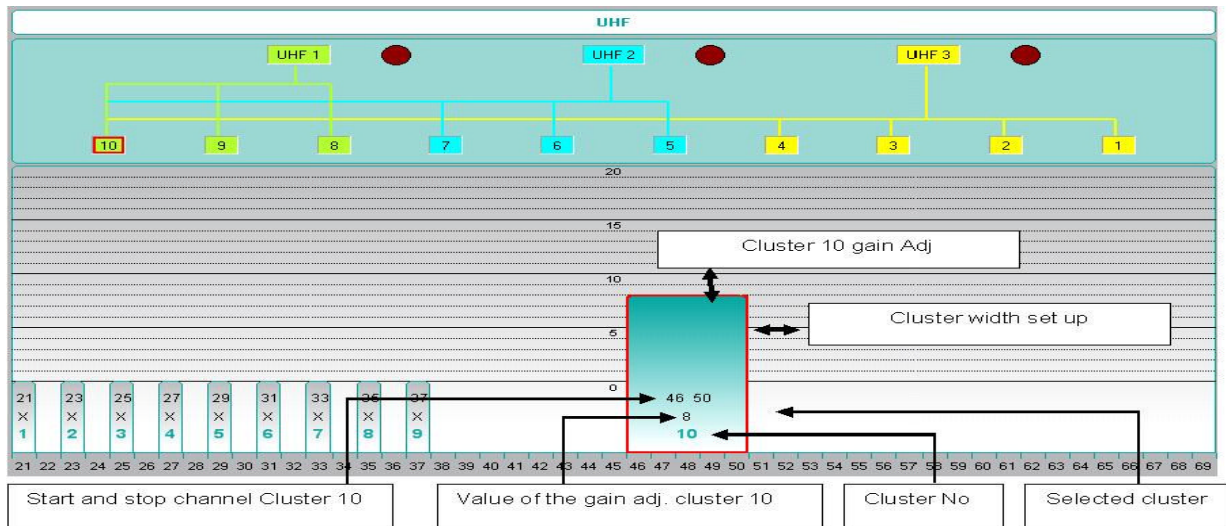 UHF
UHF 1 UHF 2 UHF 3
10 9 8 7 6 5 4 3 2 1
20
15
Cluster 10 gain Adj
10
Cluster width set up
5
0
21 23 25 27 29 31 33 35 37 46 50
X X X X X X X X X 8
1 2 3 4 5 6 7 8 9 10
21 22 23 24 25 26 27 28 29 30 31 32 33 34 35 36 37 38 39 40 41 42 43 44 45 46 47 48 49 50 51 52 53 54 55 56 57 58 59 60 61 62 63 64 65 66 67 68 69
Start and stop channel Cluster 10 Value of the gain adj. cluster 10 Cluster No Selected cluster